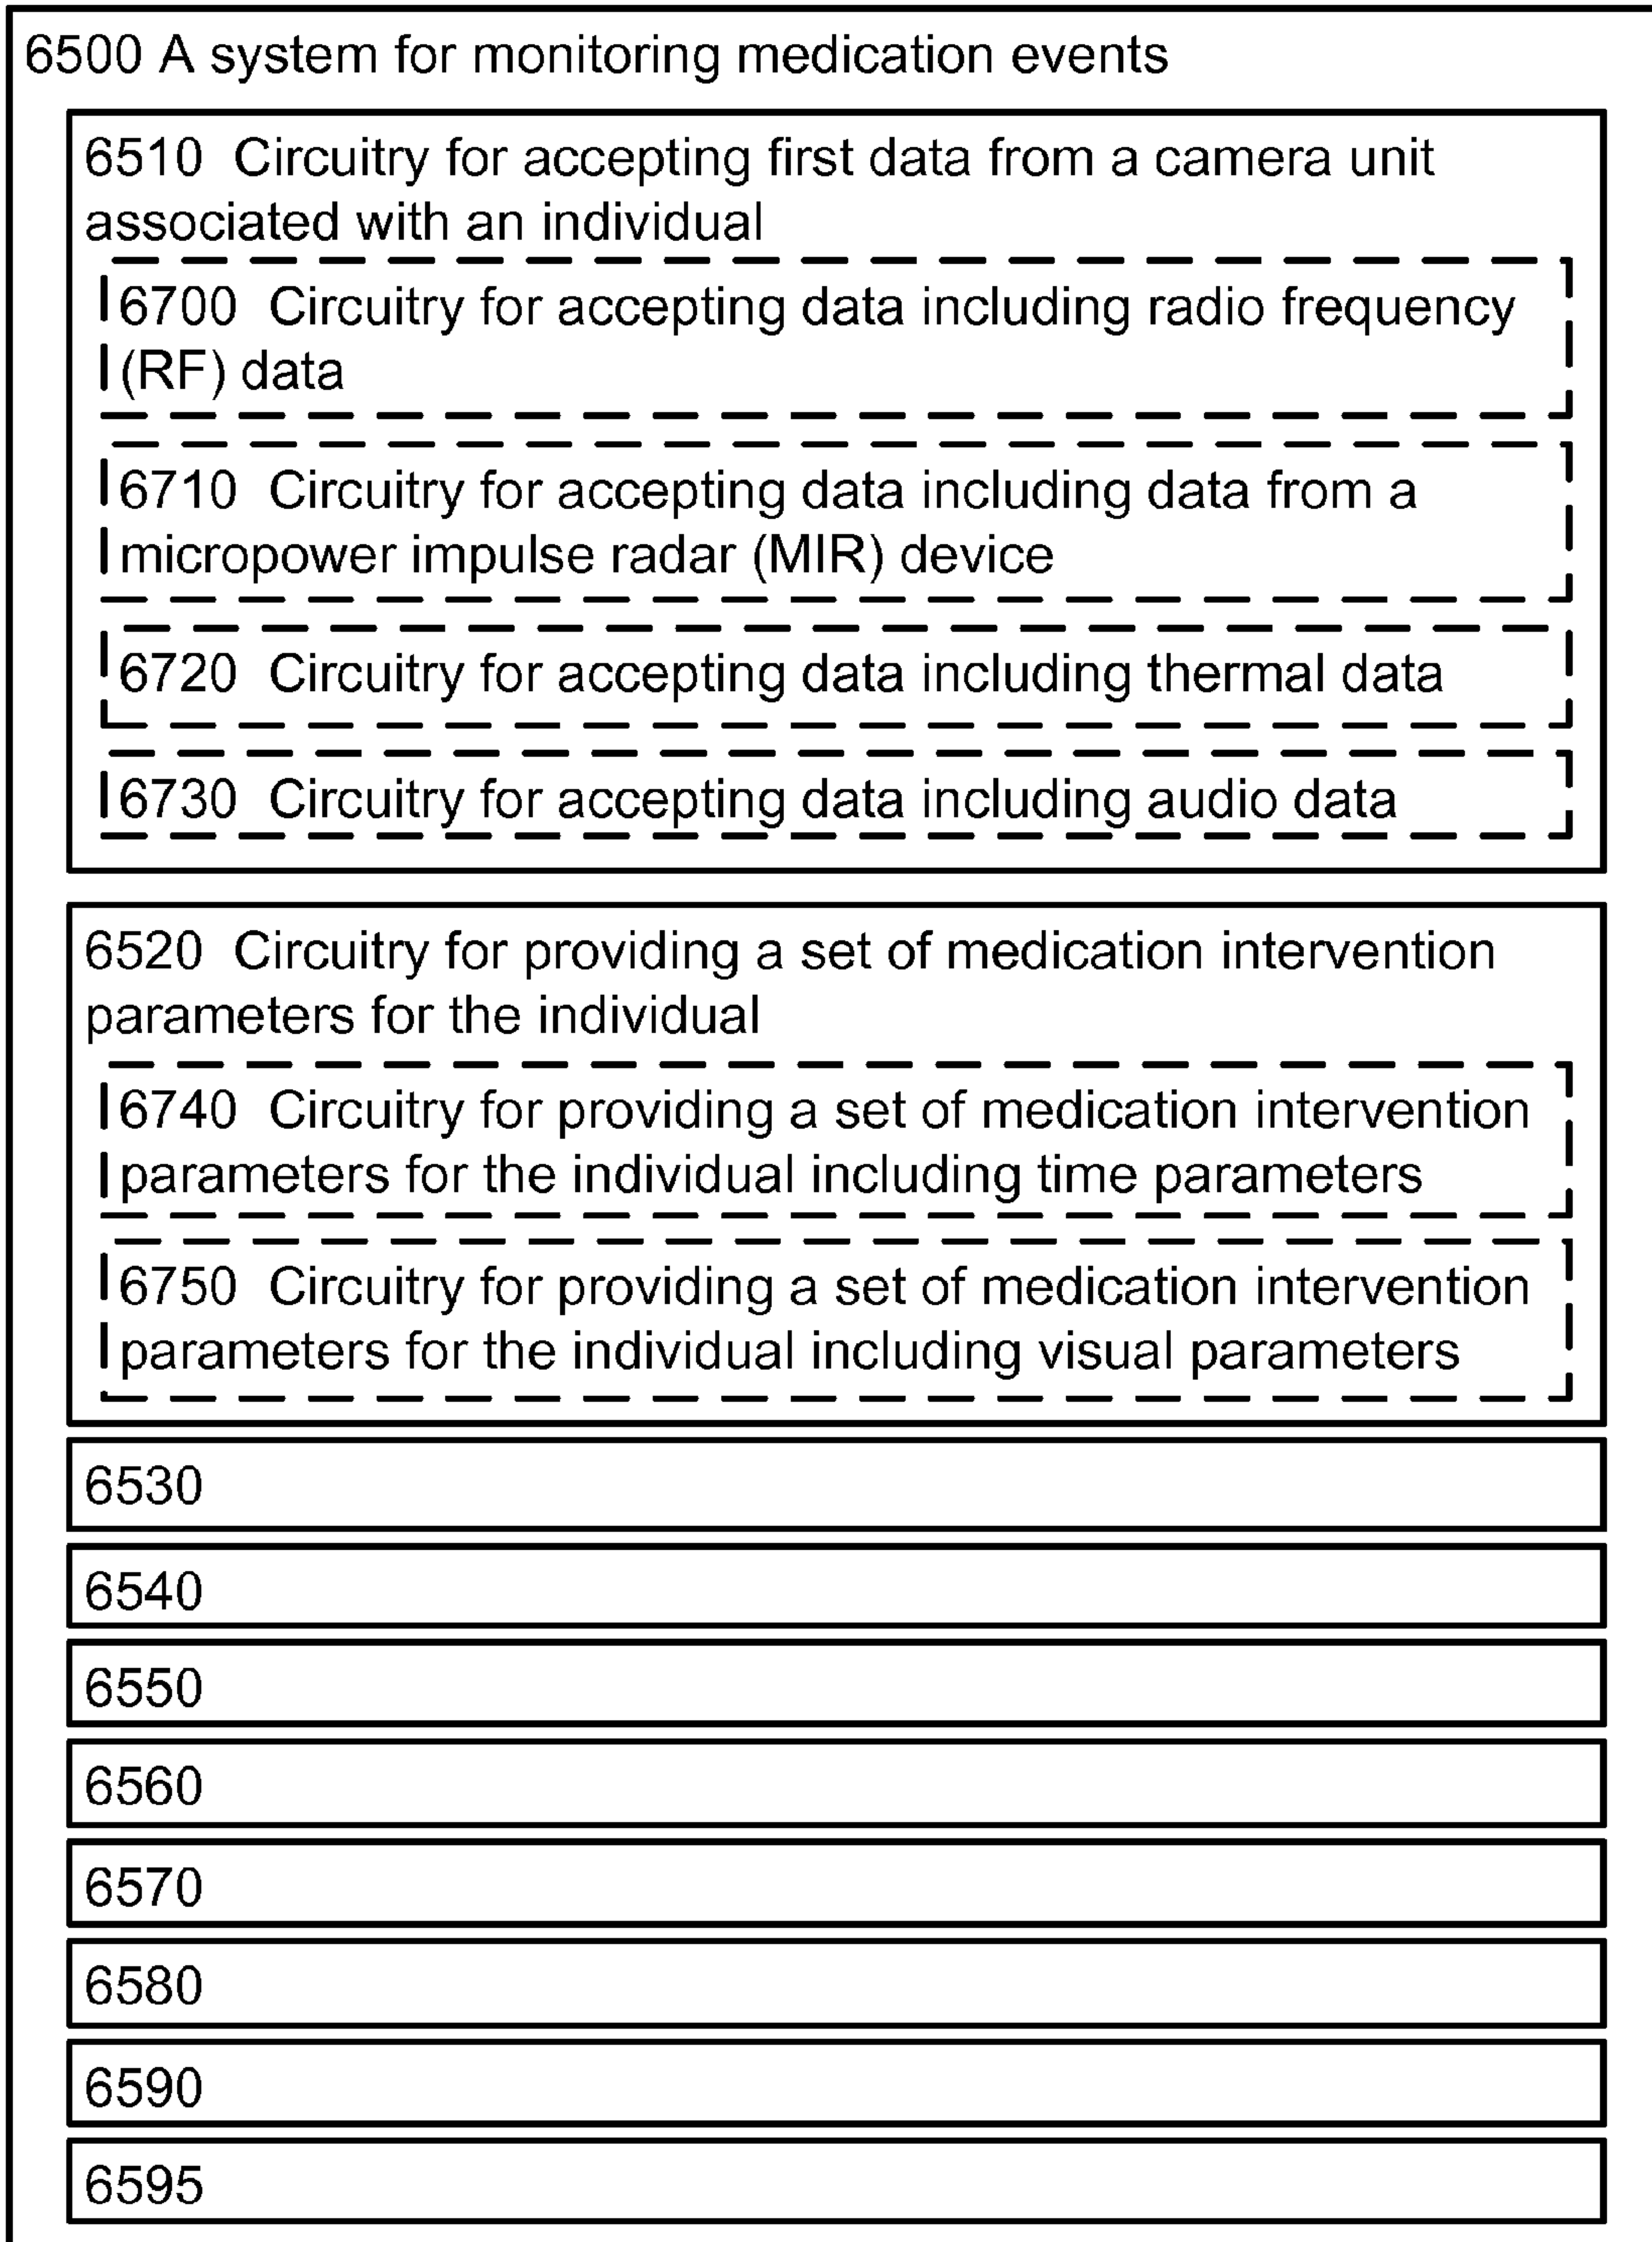 6500 A system for monitoring medication events
6510 Circuitry for accepting first data from a camera unit
associated with an individual
6700 Circuitry for accepting data including radio frequency
(RF) data
6710 Circuitry for accepting data including data from a
micropower impulse radar (MIR) device
6720 Circuitry for accepting data including thermal data
6730 Circuitry for accepting data including audio data
6520 Circuitry for providing a set of medication intervention
parameters for the individual
6740 Circuitry for providing a set of medication intervention
parameters for the individual including time parameters
6750 Circuitry for providing a set of medication intervention
parameters for the individual including visual parameters
6530
6540
6550
6560
6570
6580
6590
6595